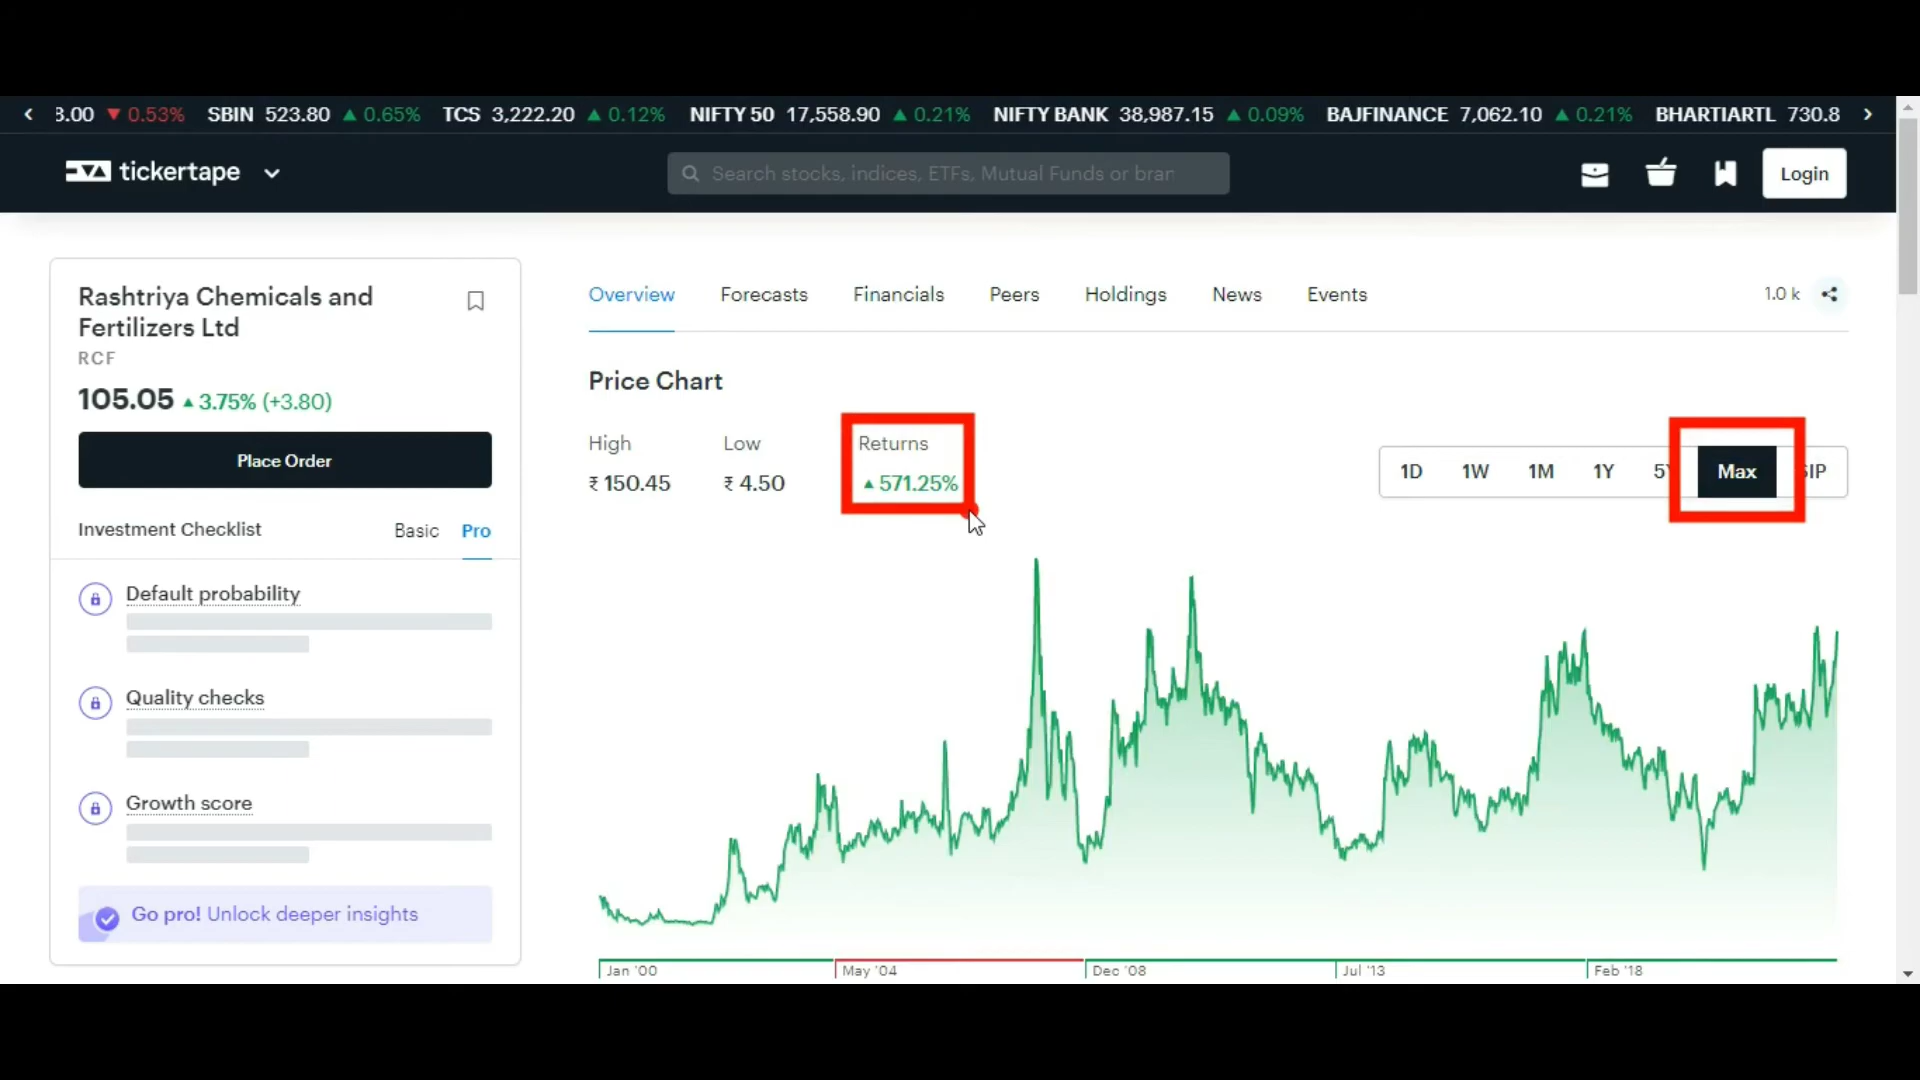 3.00 ▼ 0.53% SBIN 523.80 ▲ 0.65% TCS 3,222.20 ▲ 0.12% NIFTY 50 17,558.90 ▲ 0.21% NIFTY BANK 38,987.15 ▲ 0.09% BAJFINANCE 7,062.10 ▲ 0.21% BHARTIARTL 730.8
tickertape
Search stocks, indices, ETFs, Mutual Funds or bran
Login
Rashtriya Chemicals and
Fertilizers Ltd
RCF
105.05 ▲ 3.75% (+3.80)
Place Order
Investment Checklist Basic Pro
Default probability
Quality checks
Growth score
Go pro! Unlock deeper insights
Overview Forecasts Financials Peers Holdings News Events
1.0 k
Price Chart
High Low Returns
₹ 150.45 ₹ 4.50 ▲ 571.25%
1D 1W 1M 1Y 5Y Max SIP
Jan '00 May '04 Dec '08 Jul '13 Feb '18